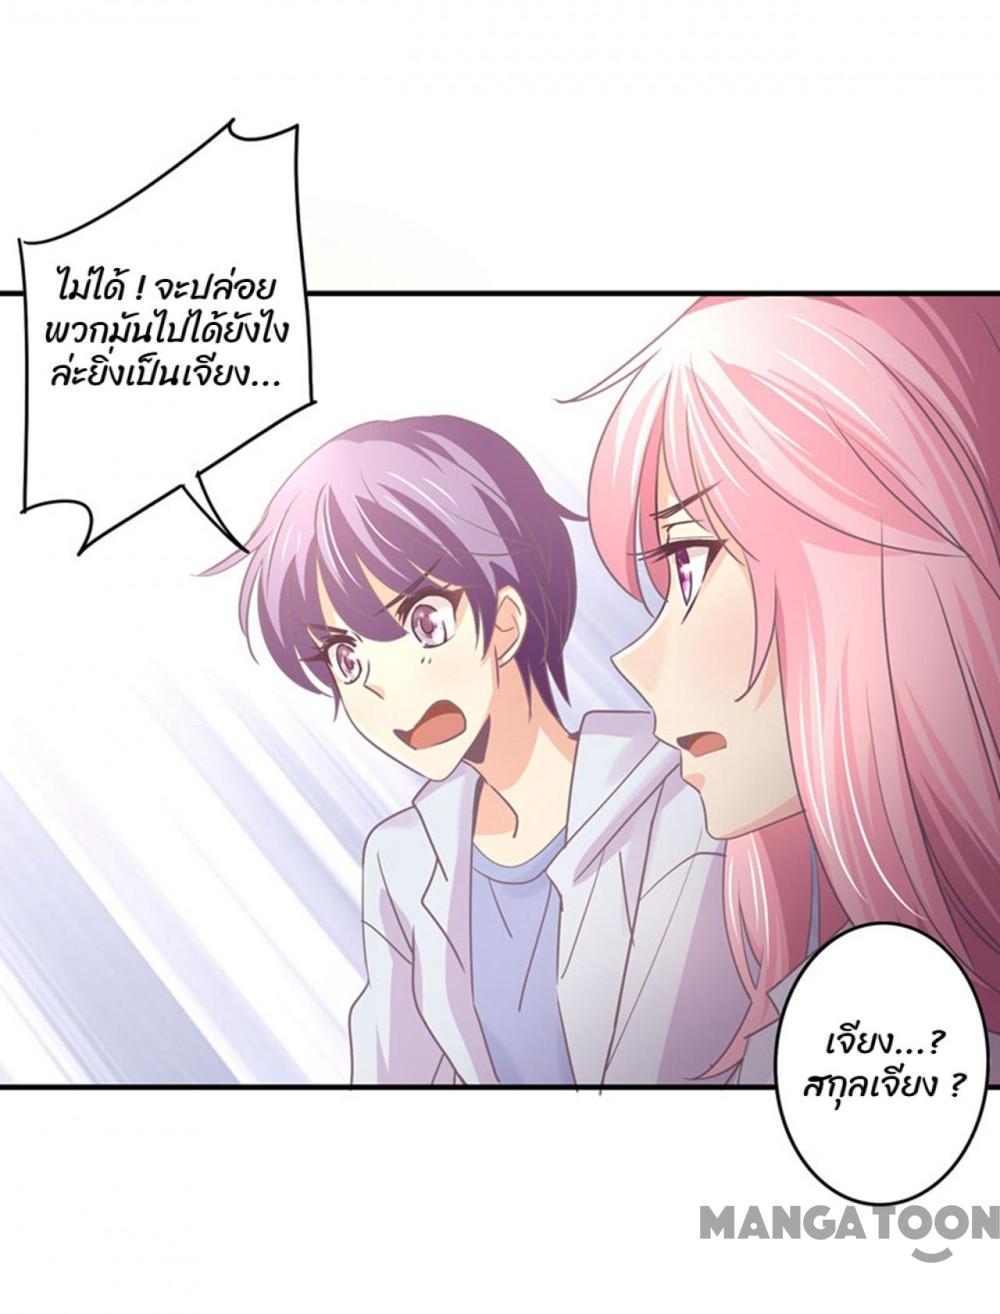 ไม่ได้ ! จะปล่อย
พวกมันไปได้ยังไง
ล่ะยิ่งเป็นเจียง...
เจียง...?
สกุลเจียง ?
MANGATOON